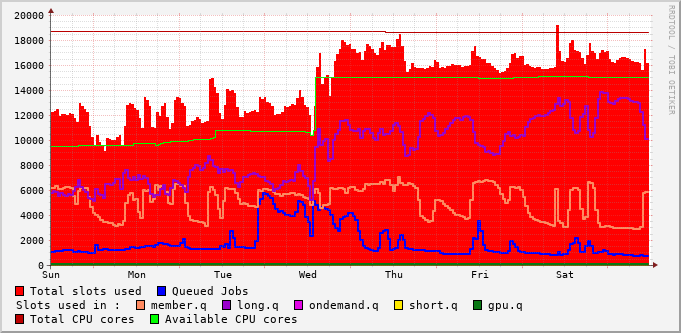 20000
18000
16000
14000
12000
10000
8000
6000
4000
2000
0
Sun Mon Tue Wed Thu Fri Sat
RRDTOOL / TOBI OETIKER
Total slots used Queued Jobs
Slots used in : member.q long.q ondemand.q short.q gpu.q
Total CPU cores Available CPU cores